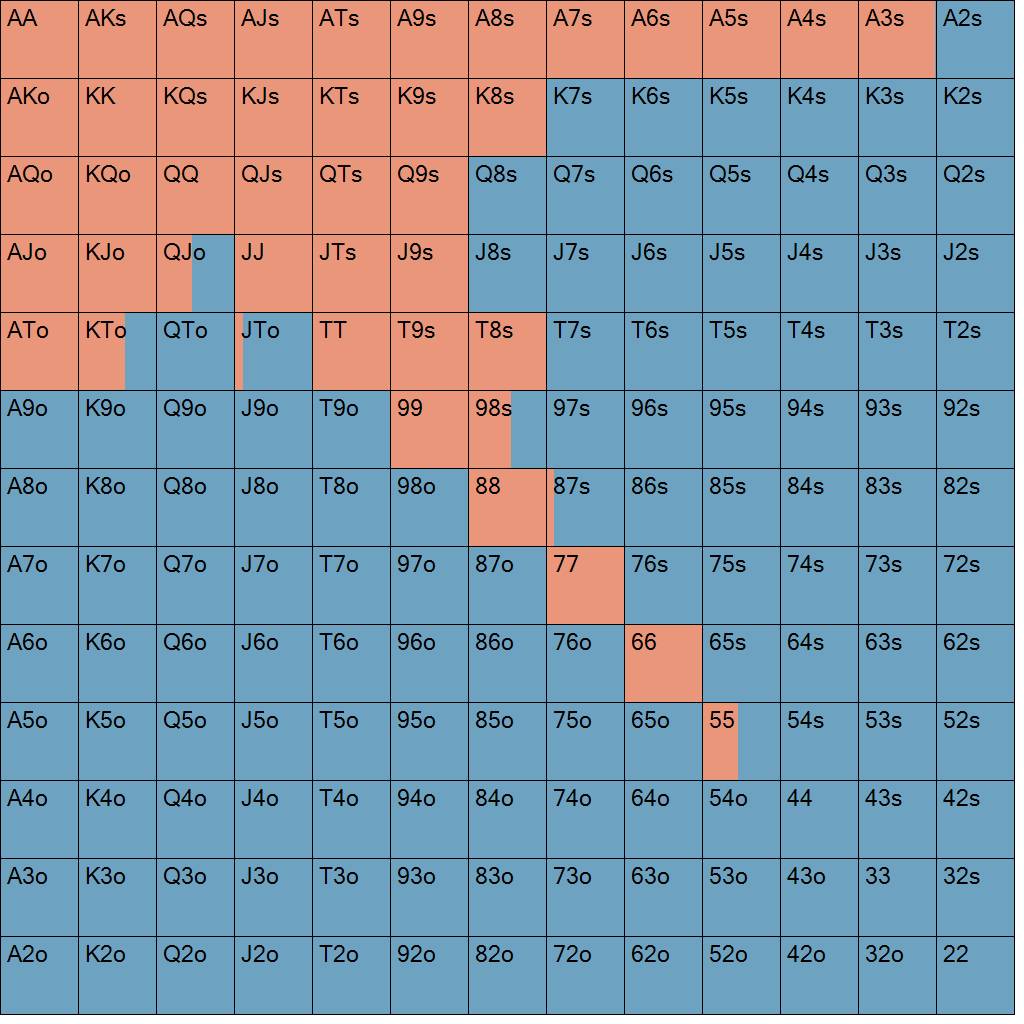 AA AKs AQs AJs ATs A9s A8s A7s A6s A5s A4s A3s A2s
AKo KK KQs KJs KTs K9s K8s K7s K6s K5s K4s K3s K2s
AQo KQo QQ QJs QTs Q9s Q8s Q7s Q6s Q5s Q4s Q3s Q2s
AJo KJo QJo JJ JTs J9s J8s J7s J6s J5s J4s J3s J2s
ATo KTo QTo JTo TT T9s T8s T7s T6s T5s T4s T3s T2s
A9o K9o Q9o J9o T9o 99 98s 97s 96s 95s 94s 93s 92s
A8o K8o Q8o J8o T8o 98o 88 87s 86s 85s 84s 83s 82s
A7o K7o Q7o J7o T7o 97o 87o 77 76s 75s 74s 73s 72s
A6o K6o Q6o J6o T6o 96o 86o 76o 66 65s 64s 63s 62s
A5o K5o Q5o J5o T5o 95o 85o 75o 65o 55 54s 53s 52s
A4o K4o Q4o J4o T4o 94o 84o 74o 64o 54o 44 43s 42s
A3o K3o Q3o J3o T3o 93o 83o 73o 63o 53o 43o 33 32s
A2o K2o Q2o J2o T2o 92o 82o 72o 62o 52o 42o 32o 22